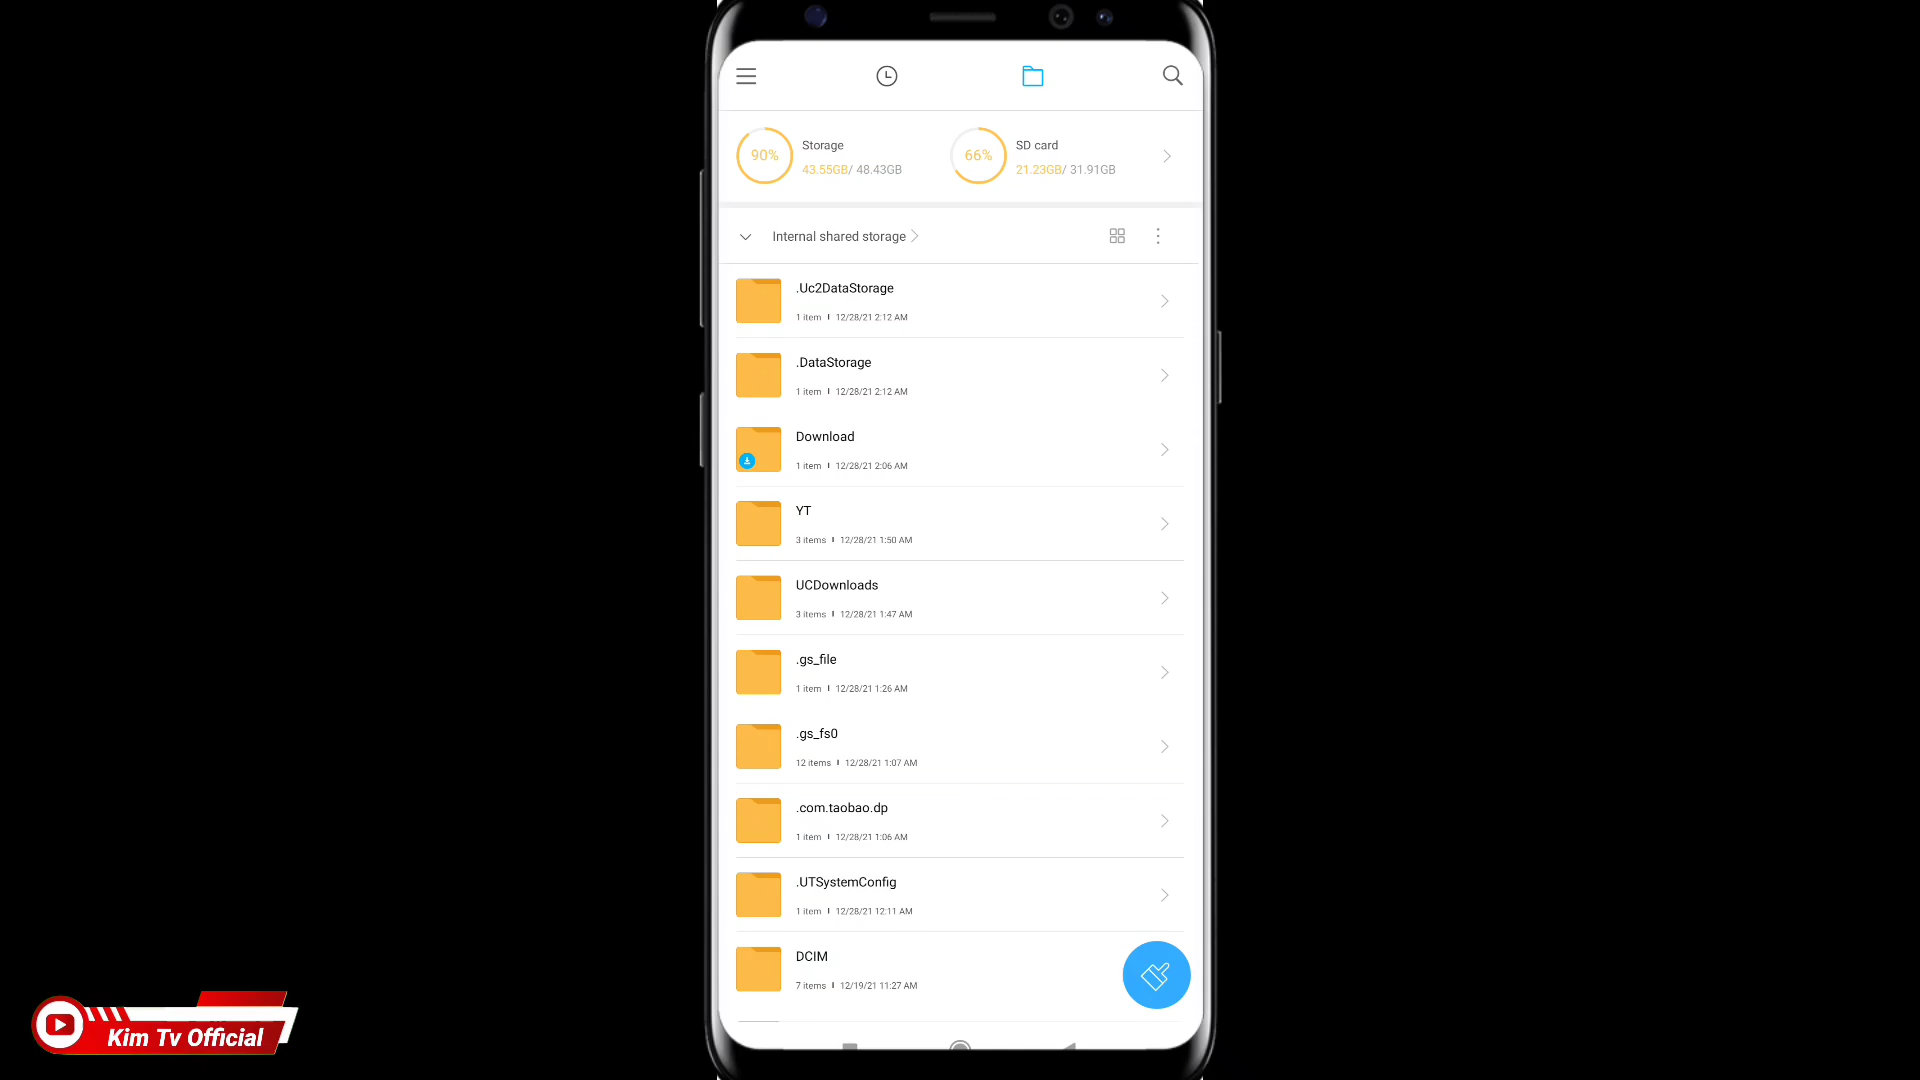 90%
Storage
43.55GB/ 48.43GB
66%
SD card
21.23GB/ 31.91GB
Internal shared storage
.Uc2DataStorage
1 item 12/28/21 2:12 AM
.DataStorage
1 item 12/28/21 2:12 AM
Download
1 item 12/28/21 2:06 AM
YT
3 items 12/28/21 1:50 AM
UCDownloads
3 items 12/28/21 1:47 AM
.gs_file
1 item 12/28/21 1:26 AM
.gs_fs0
12 items 12/28/21 1:07 AM
.com.taobao.dp
1 item 12/28/21 1:06 AM
.UTSystemConfig
1 item 12/28/21 12:11 AM
DCIM
7 items 12/19/21 11:27 AM
Kim Tv Official